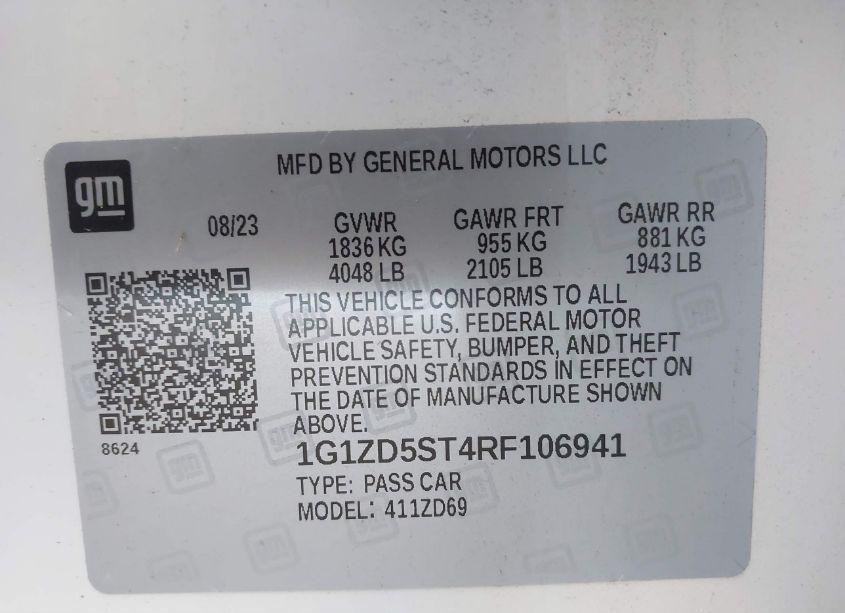 gm
MFD BY GENERAL MOTORS LLC
08/23 GVWR GAWR FRT GAWR RR
1836 KG 955 KG 881 KG
4048 LB 2105 LB 1943 LB
THIS VEHICLE CONFORMS TO ALL
APPLICABLE U.S. FEDERAL MOTOR
VEHICLE SAFETY, BUMPER, AND THEFT
PREVENTION STANDARDS IN EFFECT ON
THE DATE OF MANUFACTURE SHOWN
ABOVE.
8624
1G1ZD5ST4RF106941
TYPE: PASS CAR
MODEL: 411ZD69